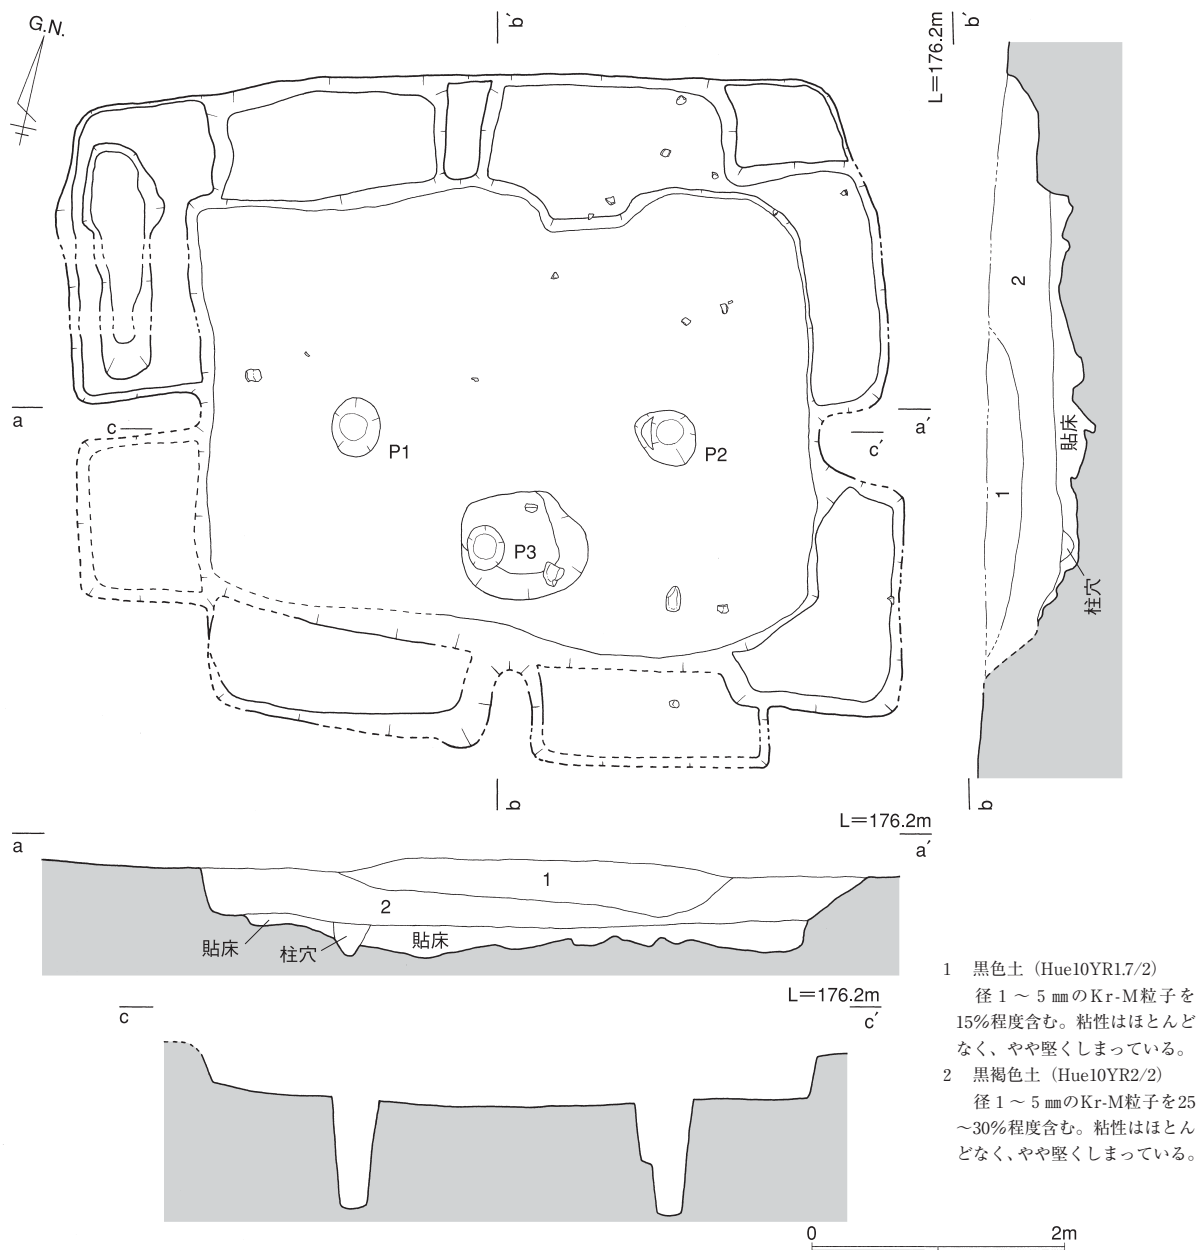 G.N.
b′
L＝176.2m
b′
2
1
貼床
柱穴
a
c
P1
P2
c′
a′
P3
b
b
L＝176.2m
a
a′
1
2
貼床
柱穴
貼床
L＝176.2m
c
c′
1　黒色土（Hue10YR1.7/2）
径１～５㎜のKr-M粒子を
15%程度含む。粘性はほとんど
なく、やや堅くしまっている。
2　黒褐色土（Hue10YR2/2）
径１～５㎜のKr-M粒子を25
～30%程度含む。粘性はほとん
どなく､やや堅くしまっている。
0
2m